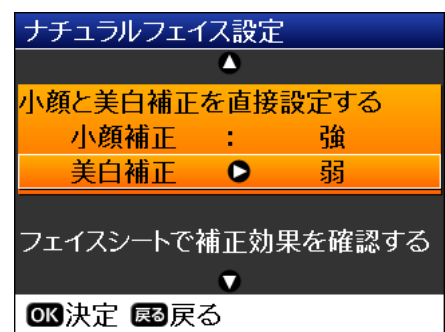 ナチュラルフェイス設定
小顔と美白補正を直接設定する
小顔補正 : 強
美白補正 弱
フェイスシートで補正効果を確認する
OK決定 戻る戻る